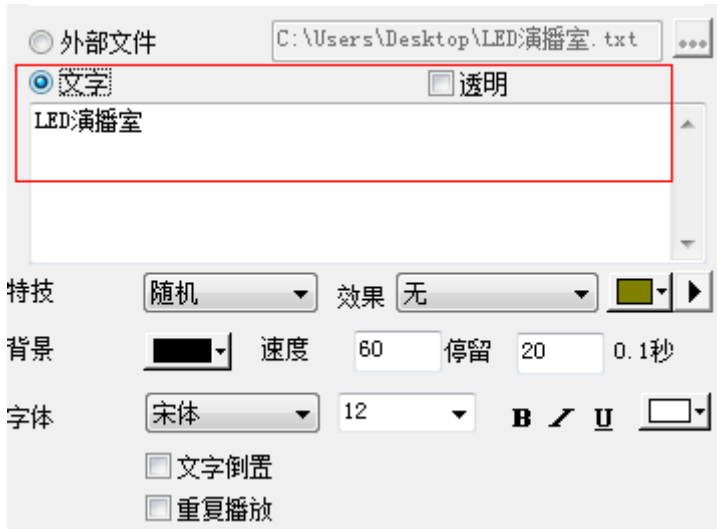 外部文件 C:\Users\Desktop\LED演播室.txt ...
文字 透明
LED演播室
特技 随机 效果 无
背景 速度 60 停留 20 0.1秒
字体 宋体 12 B I U
文字倒置
重复播放